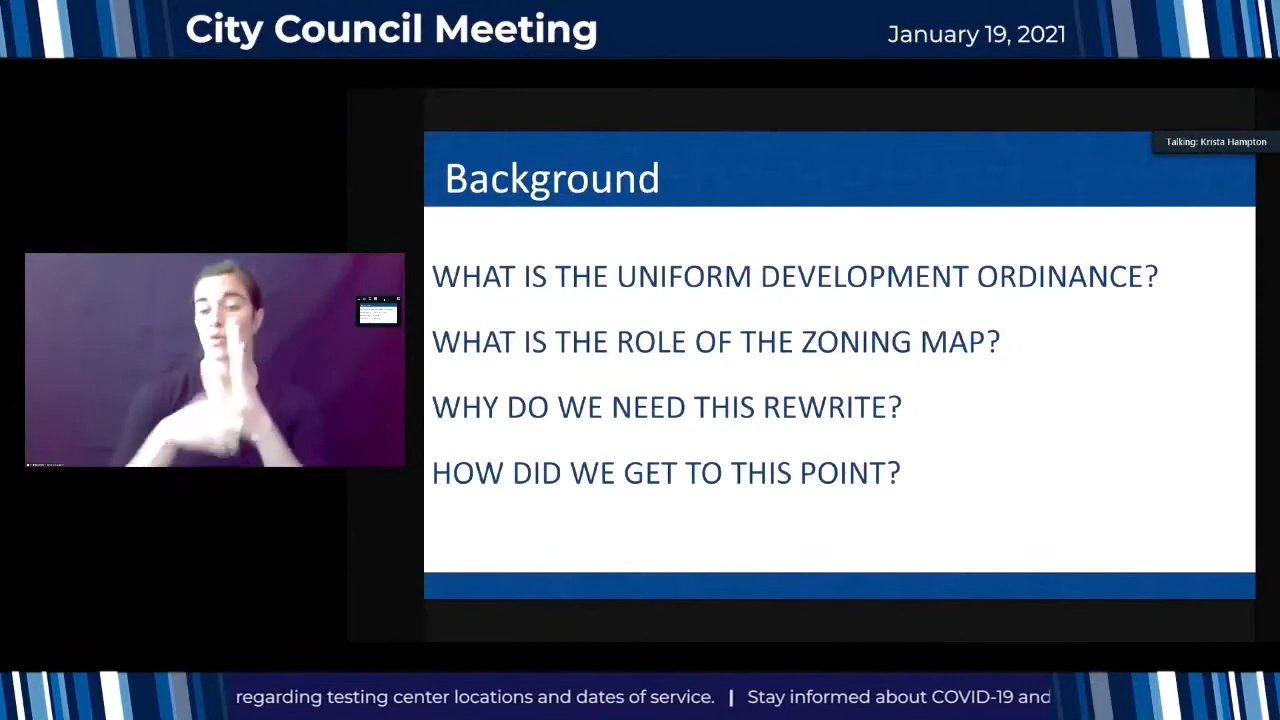 City Council Meeting
January 19, 2021
Talking: Krista Hampton
Background
WHAT IS THE UNIFORM DEVELOPMENT ORDINANCE?
WHAT IS THE ROLE OF THE ZONING MAP?
WHY DO WE NEED THIS REWRITE?
HOW DID WE GET TO THIS POINT?
regarding testing center locations and dates of service. | Stay informed about COVID-19 and